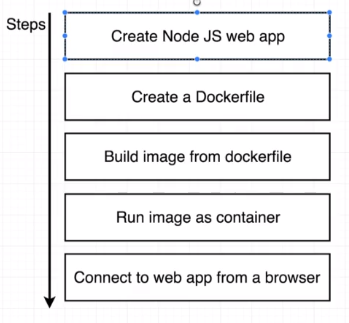 Steps
Create Node JS web app
Create a Dockerfile
Build image from dockerfile
Run image as container
Connect to web app from a browser